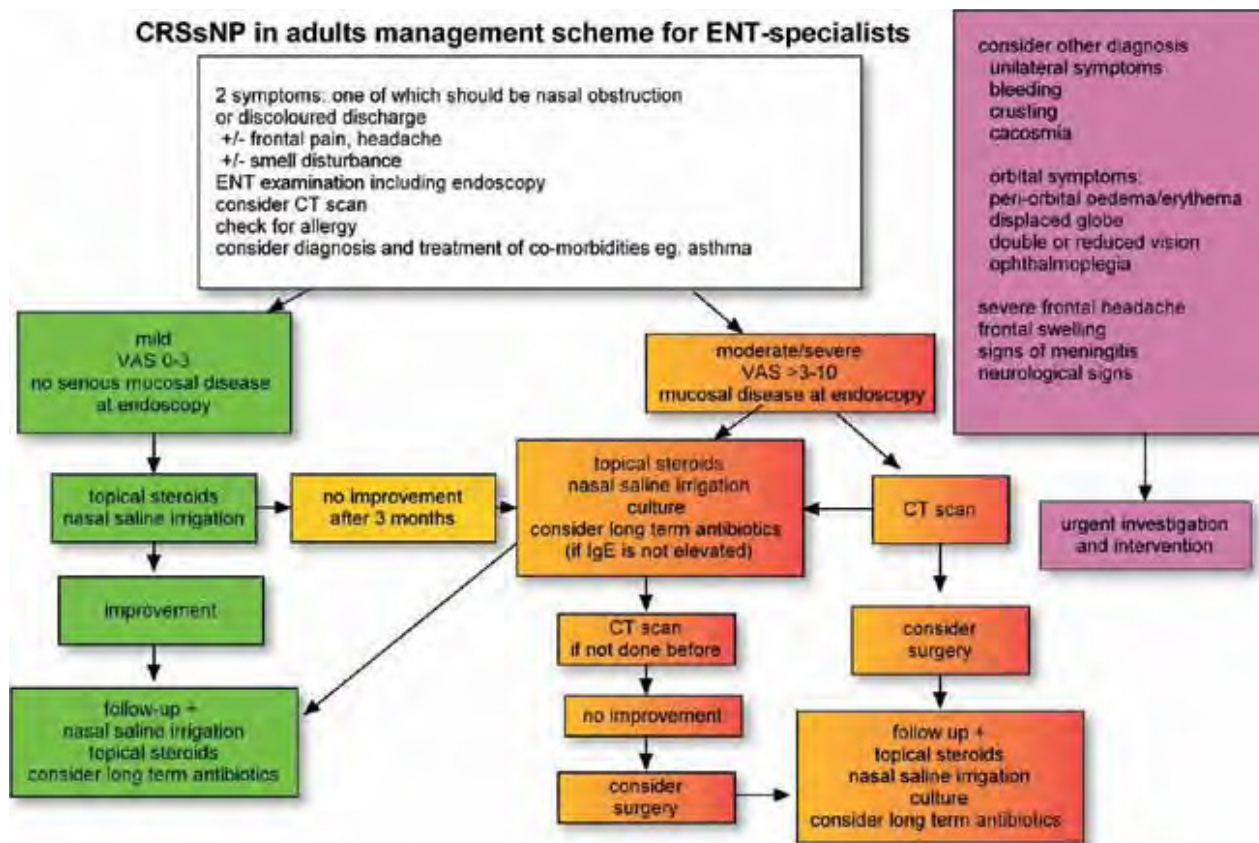 CRSsNP in adults management scheme for ENT-specialists
2 symptoms: one of which should be nasal obstruction
or discoloured discharge
+/- frontal pain, headache
+/- smell disturbance
ENT examination including endoscopy
consider CT scan
check for allergy
consider diagnosis and treatment of co-morbidities eg. asthma
consider other diagnosis
unilateral symptoms
bleeding
crusting
cacosmia
orbital symptoms:
peri-orbital oedema/erythema
displaced globe
double or reduced vision
ophthalmoplegia
severe frontal headache
frontal swelling
signs of meningitis
neurological signs
mild
VAS 0-3
no serious mucosal disease
at endoscopy
moderate/severe
VAS >3-10
mucosal disease at endoscopy
topical steroids
nasal saline irrigation
no improvement
after 3 months
topical steroids
nasal saline irrigation
culture
consider long term antibiotics
(if IgE is not elevated)
CT scan
urgent investigation
and intervention
improvement
CT scan
if not done before
consider
surgery
follow-up +
nasal saline irrigation
topical steroids
consider long term antibiotics
no improvement
consider
surgery
follow up +
topical steroids
nasal saline irrigation
culture
consider long term antibiotics